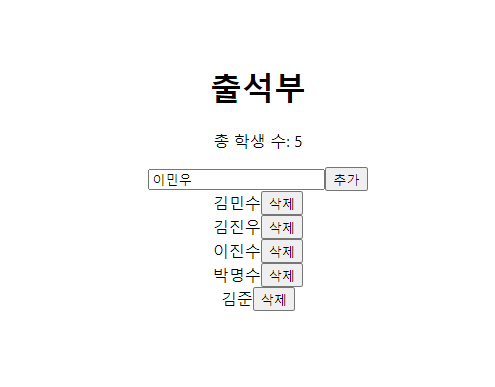 출석부
총 학생 수: 5
이민우 추가
김민수 삭제
김진우 삭제
이진수 삭제
박명수 삭제
김준 삭제